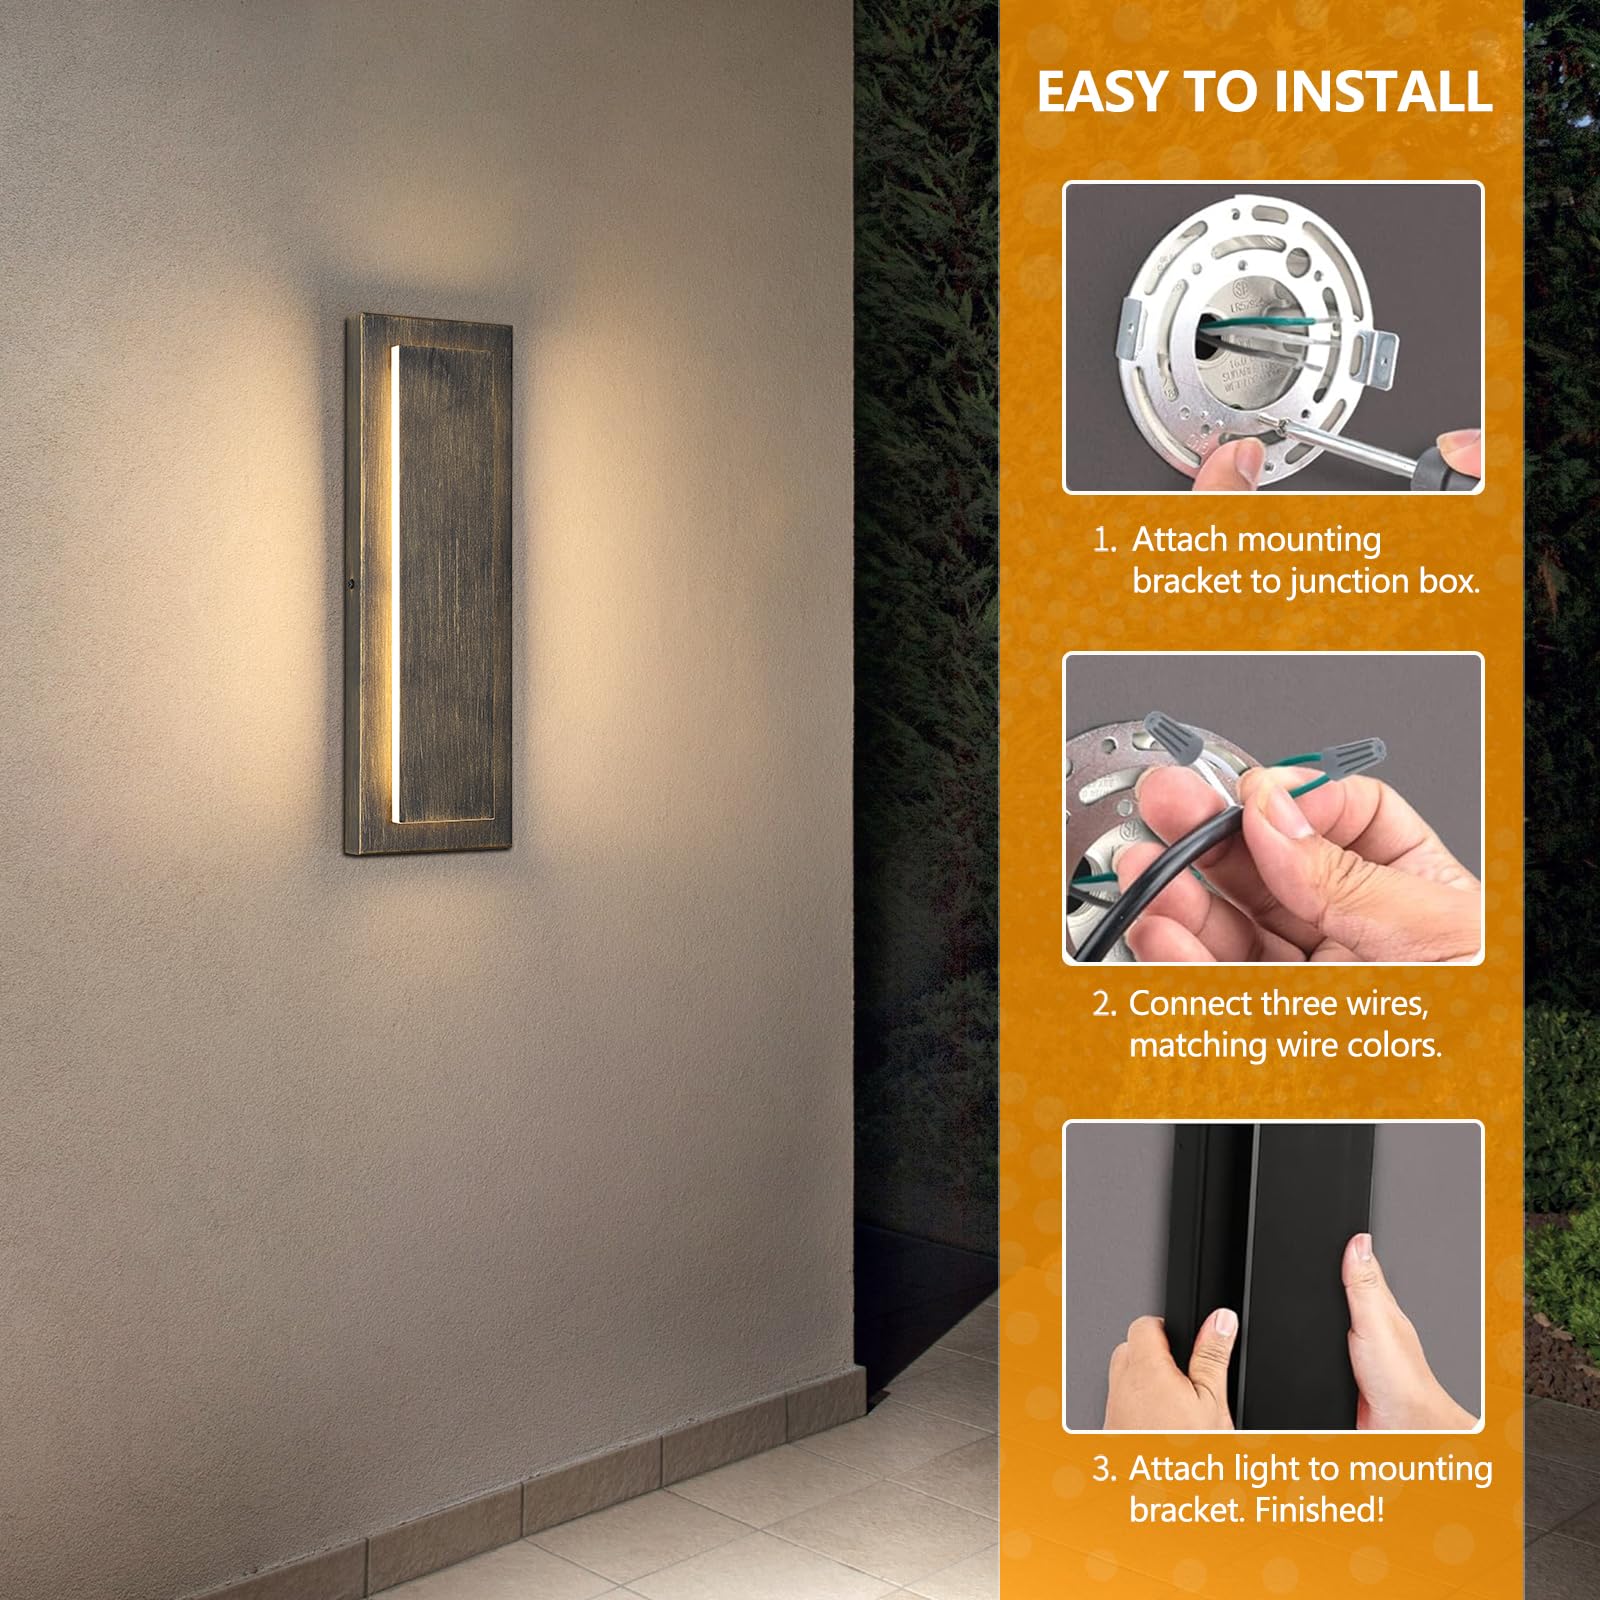 EASY TO INSTALL
1. Attach mounting
bracket to junction box.
2. Connect three wires,
matching wire colors.
3. Attach light to mounting
bracket. Finished!